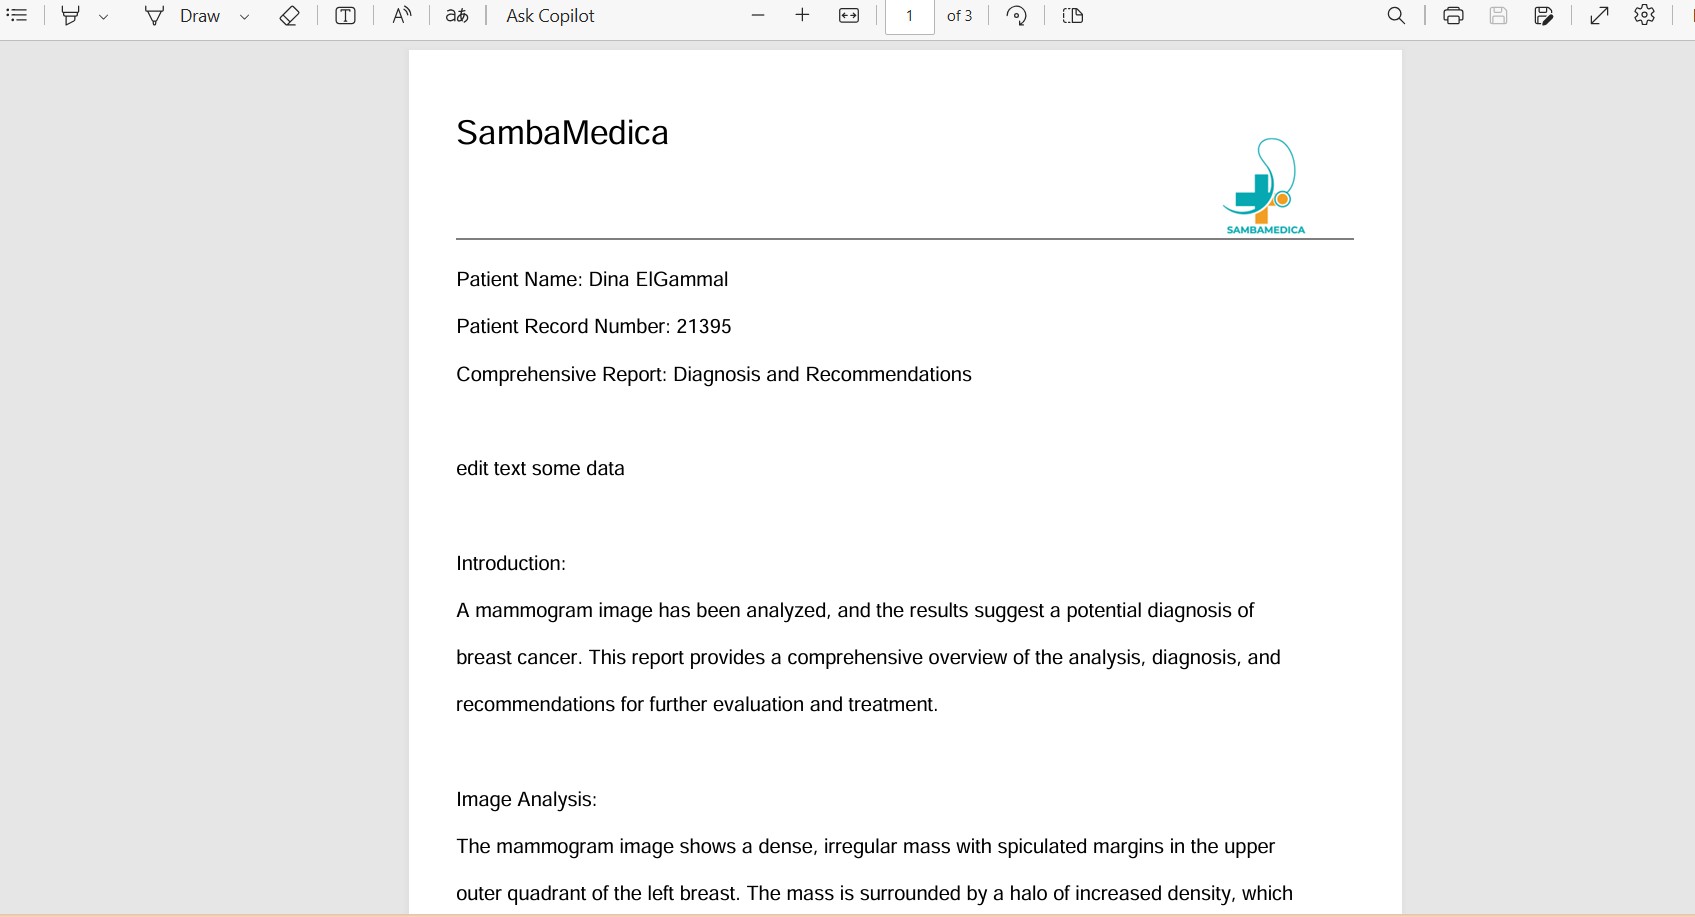 Draw
aあ
Ask Copilot
1
of 3
SambaMedica
SAMBAMEDICA
Patient Name: Dina ElGammal
Patient Record Number: 21395
Comprehensive Report: Diagnosis and Recommendations
edit text some data
Introduction:
A mammogram image has been analyzed, and the results suggest a potential diagnosis of
breast cancer. This report provides a comprehensive overview of the analysis, diagnosis, and
recommendations for further evaluation and treatment.
Image Analysis:
The mammogram image shows a dense, irregular mass with spiculated margins in the upper
outer quadrant of the left breast. The mass is surrounded by a halo of increased density, which